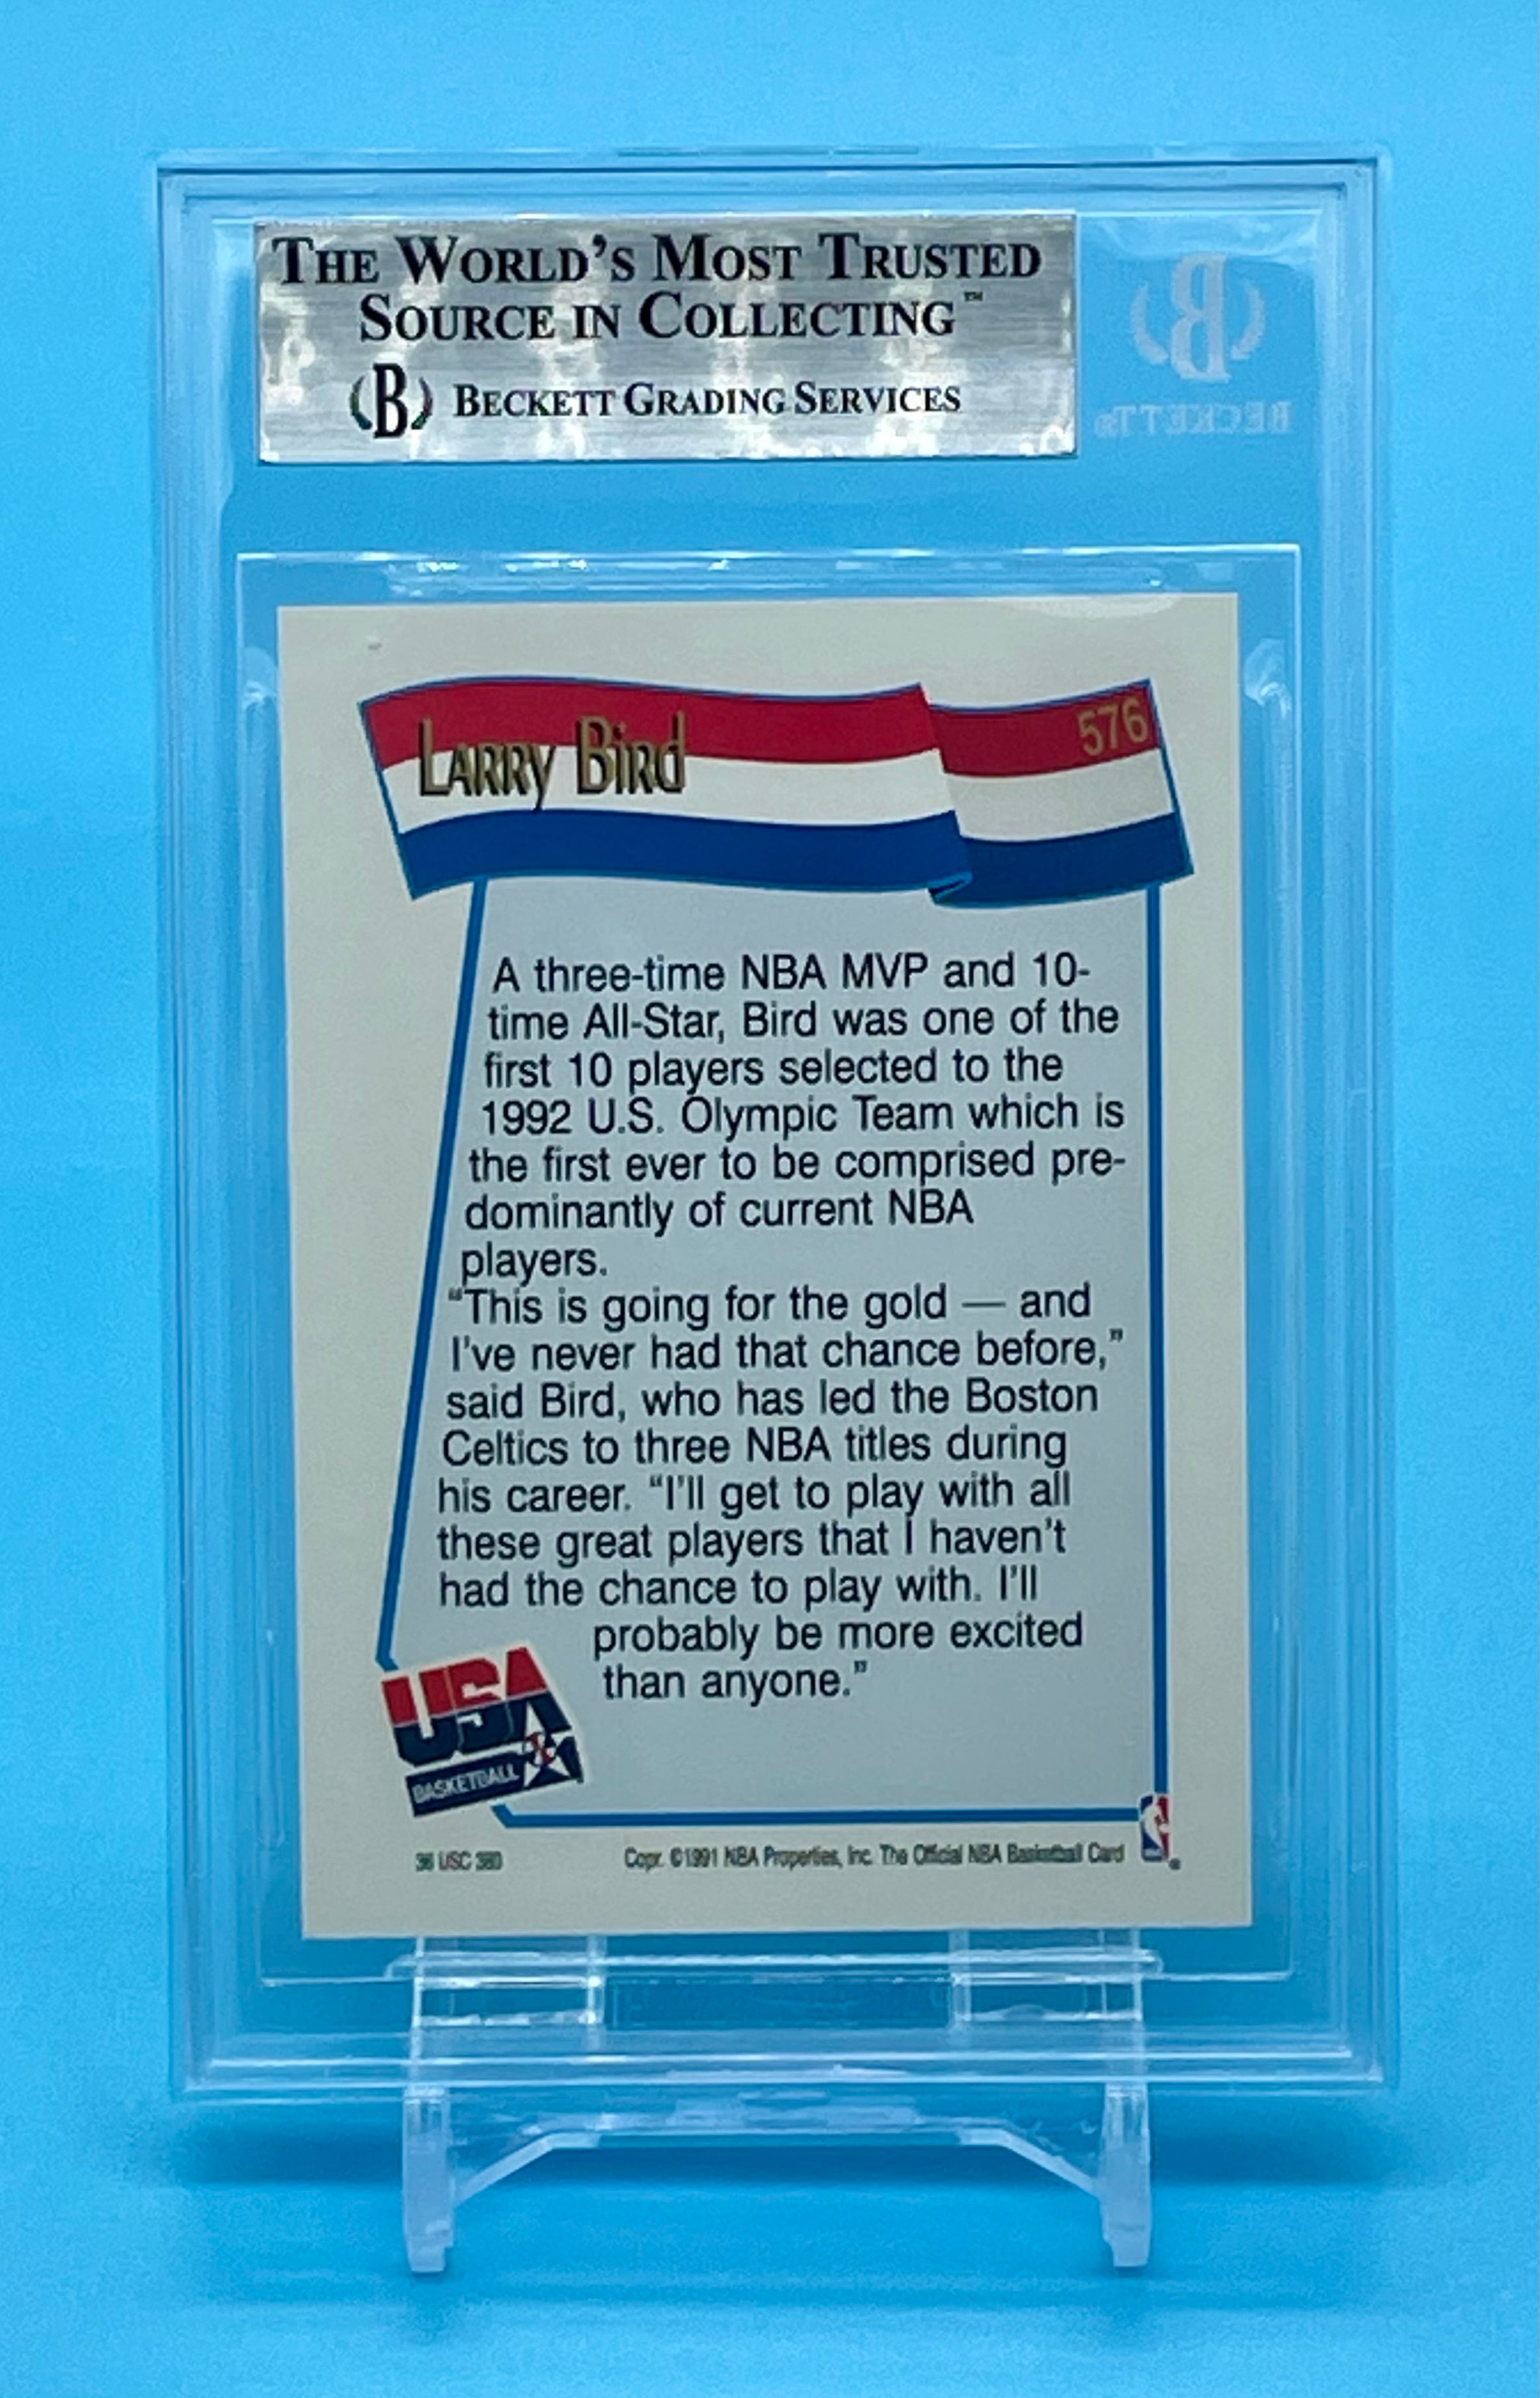 THE WORLD'S MOST TRUSTED
SOURCE IN COLLECTING™
B BECKETT GRADING SERVICES
B
BECKETT®
LARRY BIRD
576
A three-time NBA MVP and 10-
time All-Star, Bird was one of the
first 10 players selected to the
1992 U.S. Olympic Team which is
the first ever to be comprised pre-
dominantly of current NBA
players.
"This is going for the gold — and
I've never had that chance before,"
said Bird, who has led the Boston
Celtics to three NBA titles during
his career. "I'll get to play with all
these great players that I haven't
had the chance to play with. I'll
probably be more excited
than anyone."
USA
BASKETBALL
36 USC 380
Copr. ©1991 NBA Properties, Inc. The Official NBA Basketball Card